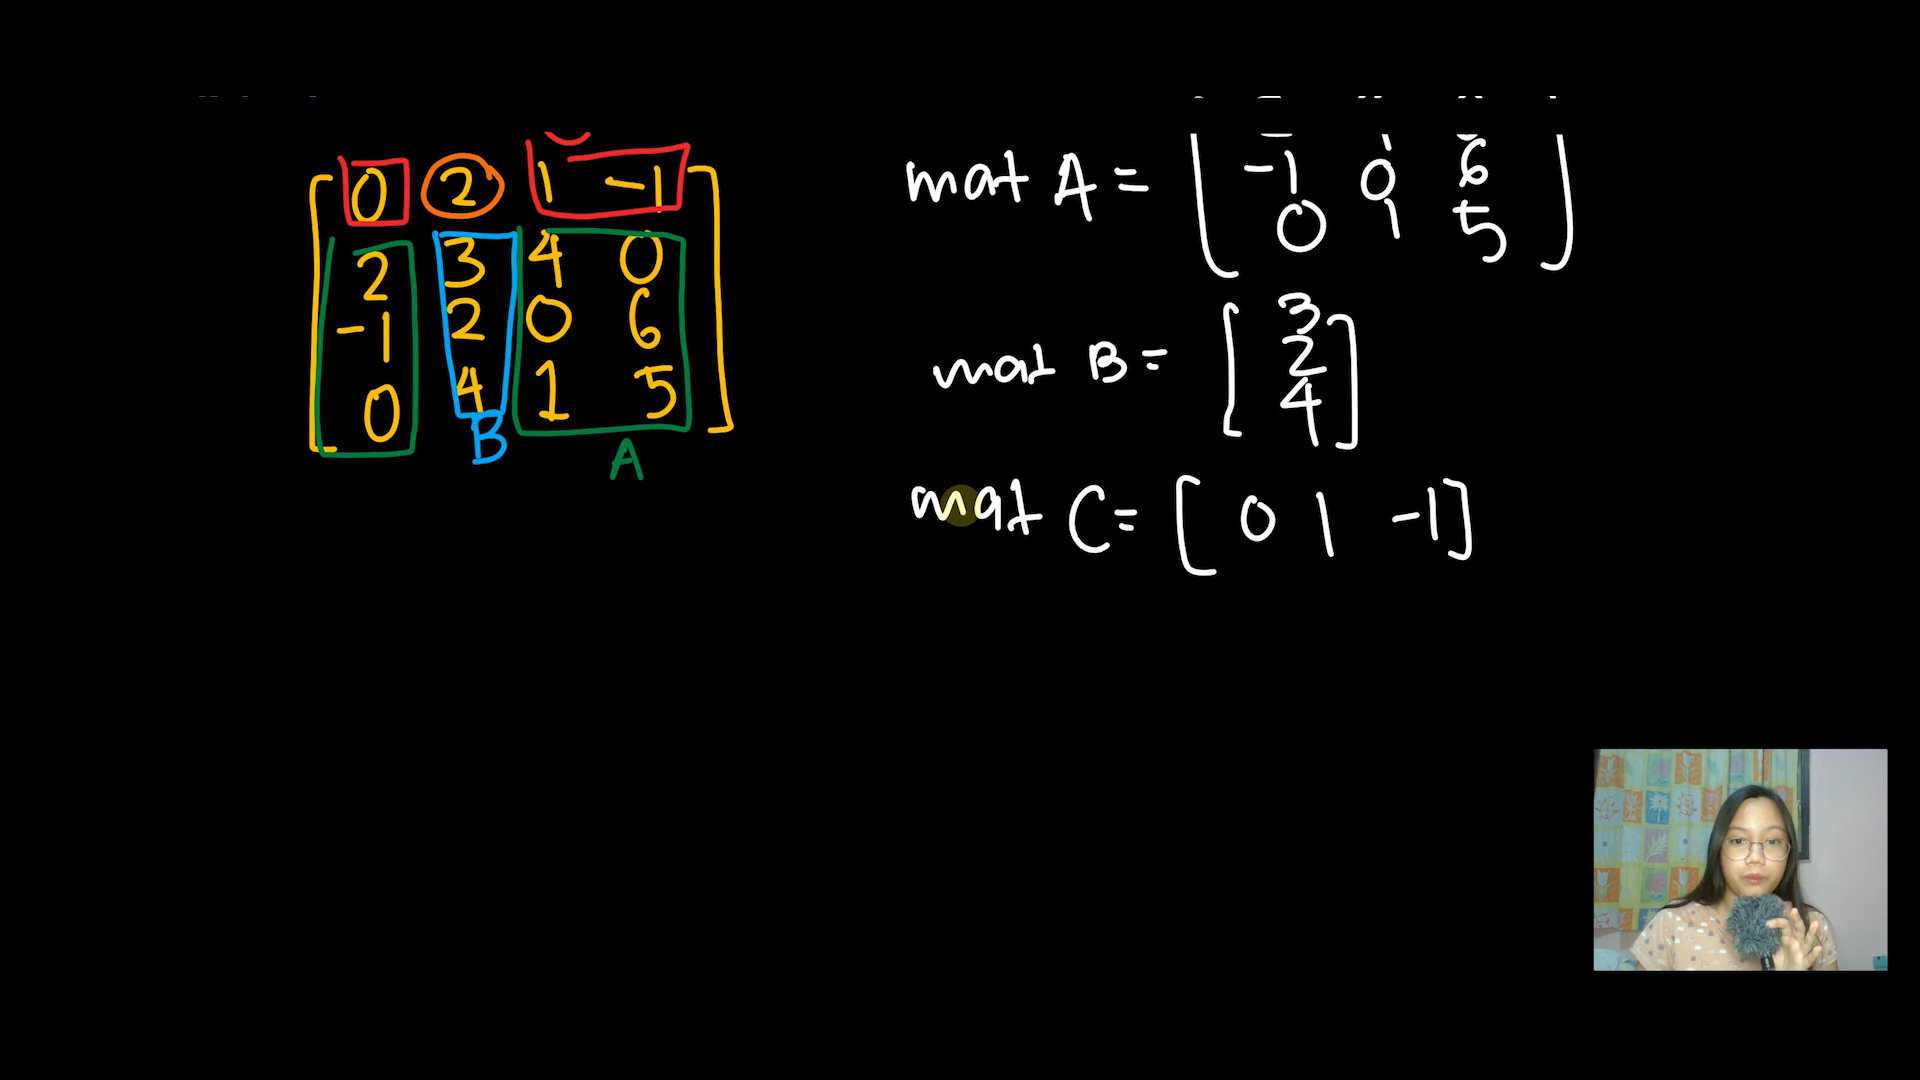 0 2 1 -1
2 3 4 0
-1 2 0 6
0 4 1 5
B
A
mat A = [ -1 0 6
0 1 5 ]
mat B = [ 3
2
4 ]
mat C = [ 0 1 -1 ]